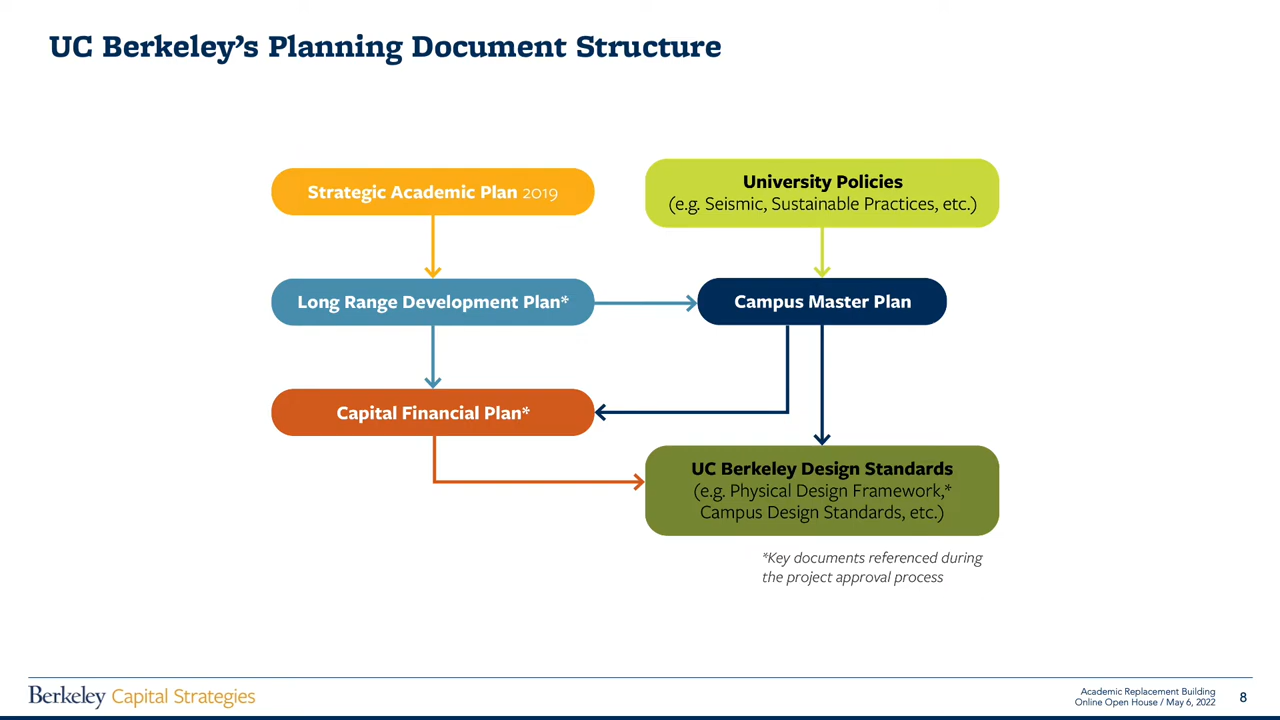 UC Berkeley’s Planning Document Structure
Strategic Academic Plan 2019
University Policies
(e.g. Seismic, Sustainable Practices, etc.)
Long Range Development Plan*
Campus Master Plan
Capital Financial Plan*
UC Berkeley Design Standards
(e.g. Physical Design Framework,*
Campus Design Standards, etc.)
*Key documents referenced during
the project approval process
Berkeley Capital Strategies
Academic Replacement Building
Online Open House / May 6, 2022
8